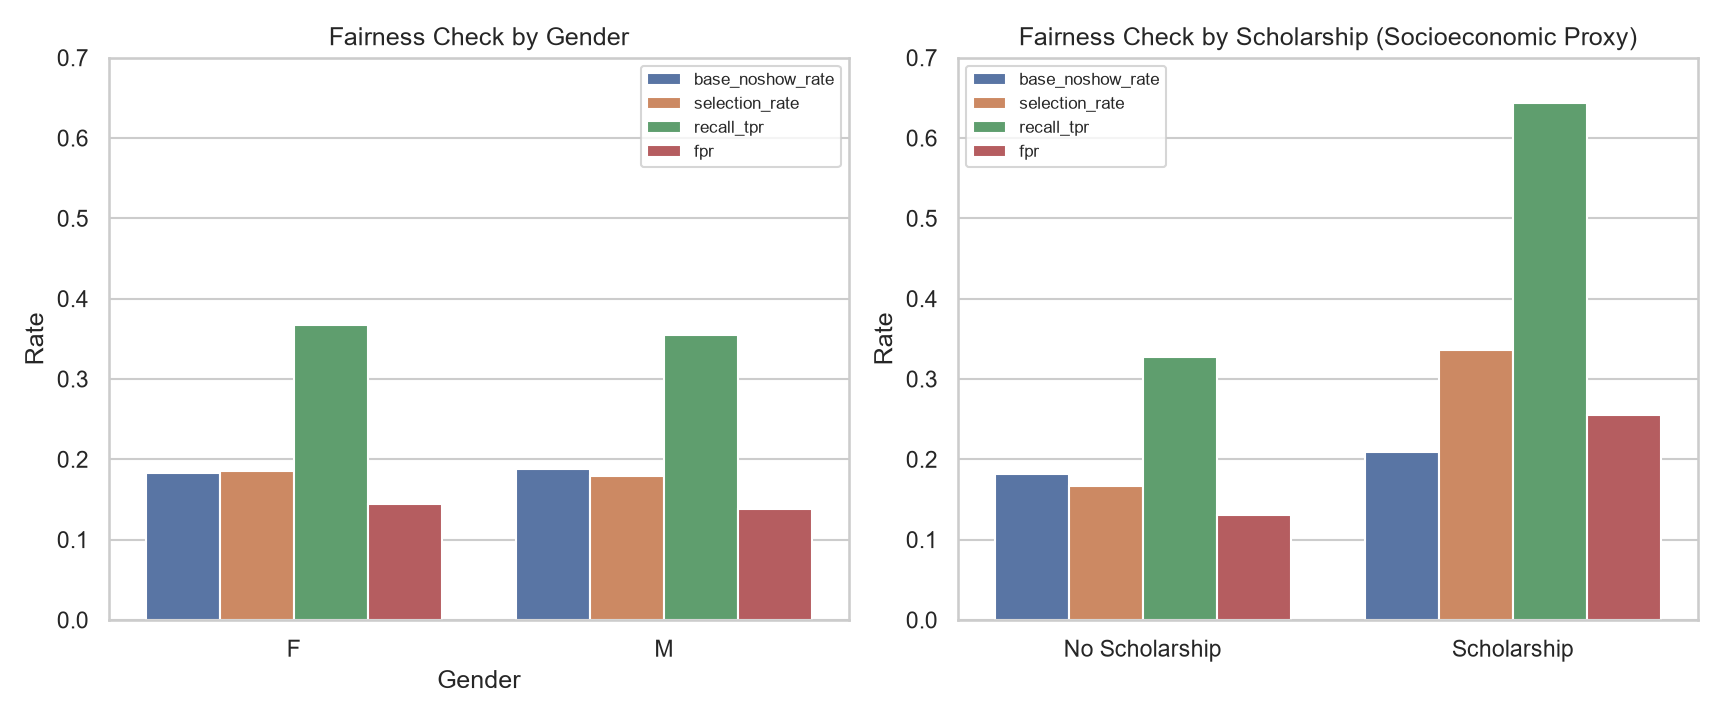 Fairness Check by Gender
0.7
0.6
0.5
0.4
0.3
0.2
0.1
0.0
Rate
base_noshow_rate
selection_rate
recall_tpr
fpr
F
M
Gender
Fairness Check by Scholarship (Socioeconomic Proxy)
0.7
0.6
0.5
0.4
0.3
0.2
0.1
0.0
Rate
base_noshow_rate
selection_rate
recall_tpr
fpr
No Scholarship
Scholarship